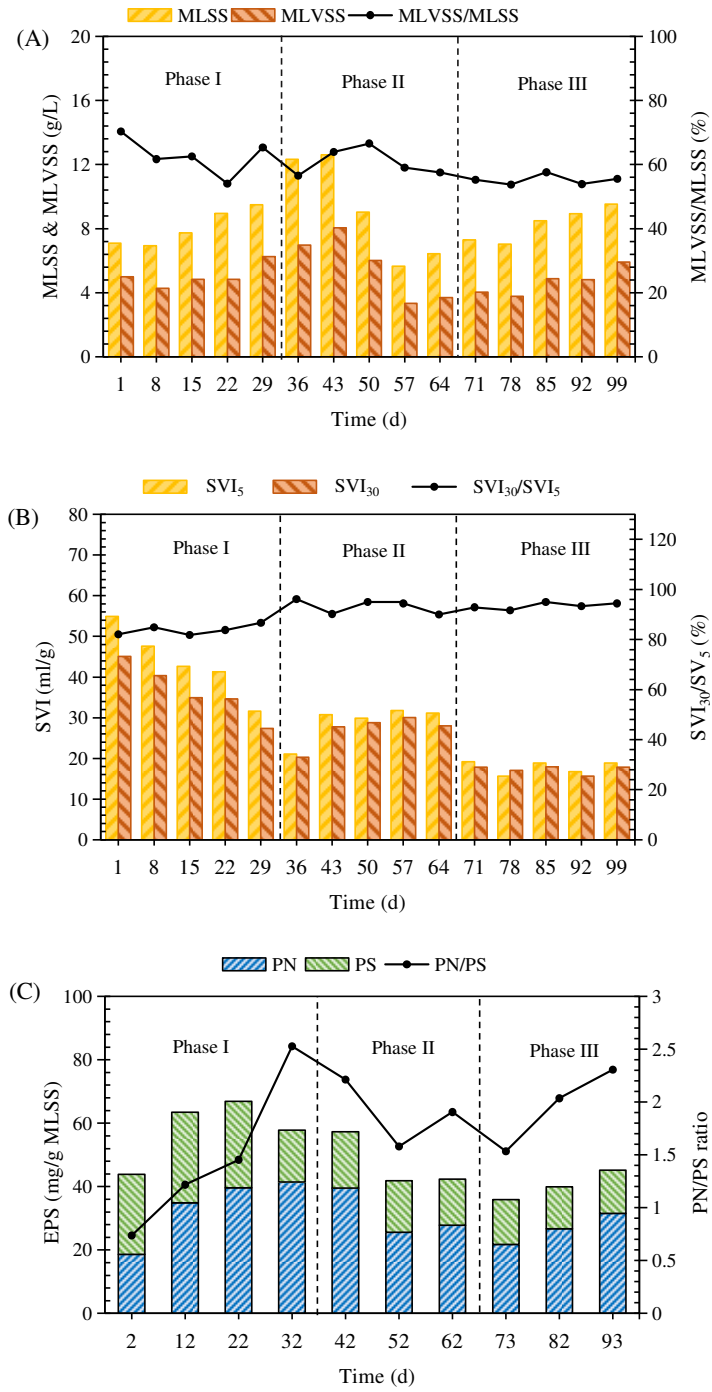 (A)
MLSS MLVSS MLVSS/MLSS
Phase I Phase II Phase III
MLSS & MLVSS (g/L)
20
16
12
8
4
0
MLVSS/MLSS (%)
100
80
60
40
20
0
1 8 15 22 29 36 43 50 57 64 71 78 85 92 99
Time (d)
(B)
SVI₅ SVI₃₀ SVI₃₀/SVI₅
Phase I Phase II Phase III
SVI (ml/g)
80
70
60
50
40
30
20
10
0
SVI₃₀/SV₅ (%)
120
100
80
60
40
20
0
1 8 15 22 29 36 43 50 57 64 71 78 85 92 99
Time (d)
(C)
PN PS PN/PS
Phase I Phase II Phase III
EPS (mg/g MLSS)
100
80
60
40
20
0
PN/PS ratio
3
2.5
2
1.5
1
0.5
0
2 12 22 32 42 52 62 73 82 93
Time (d)